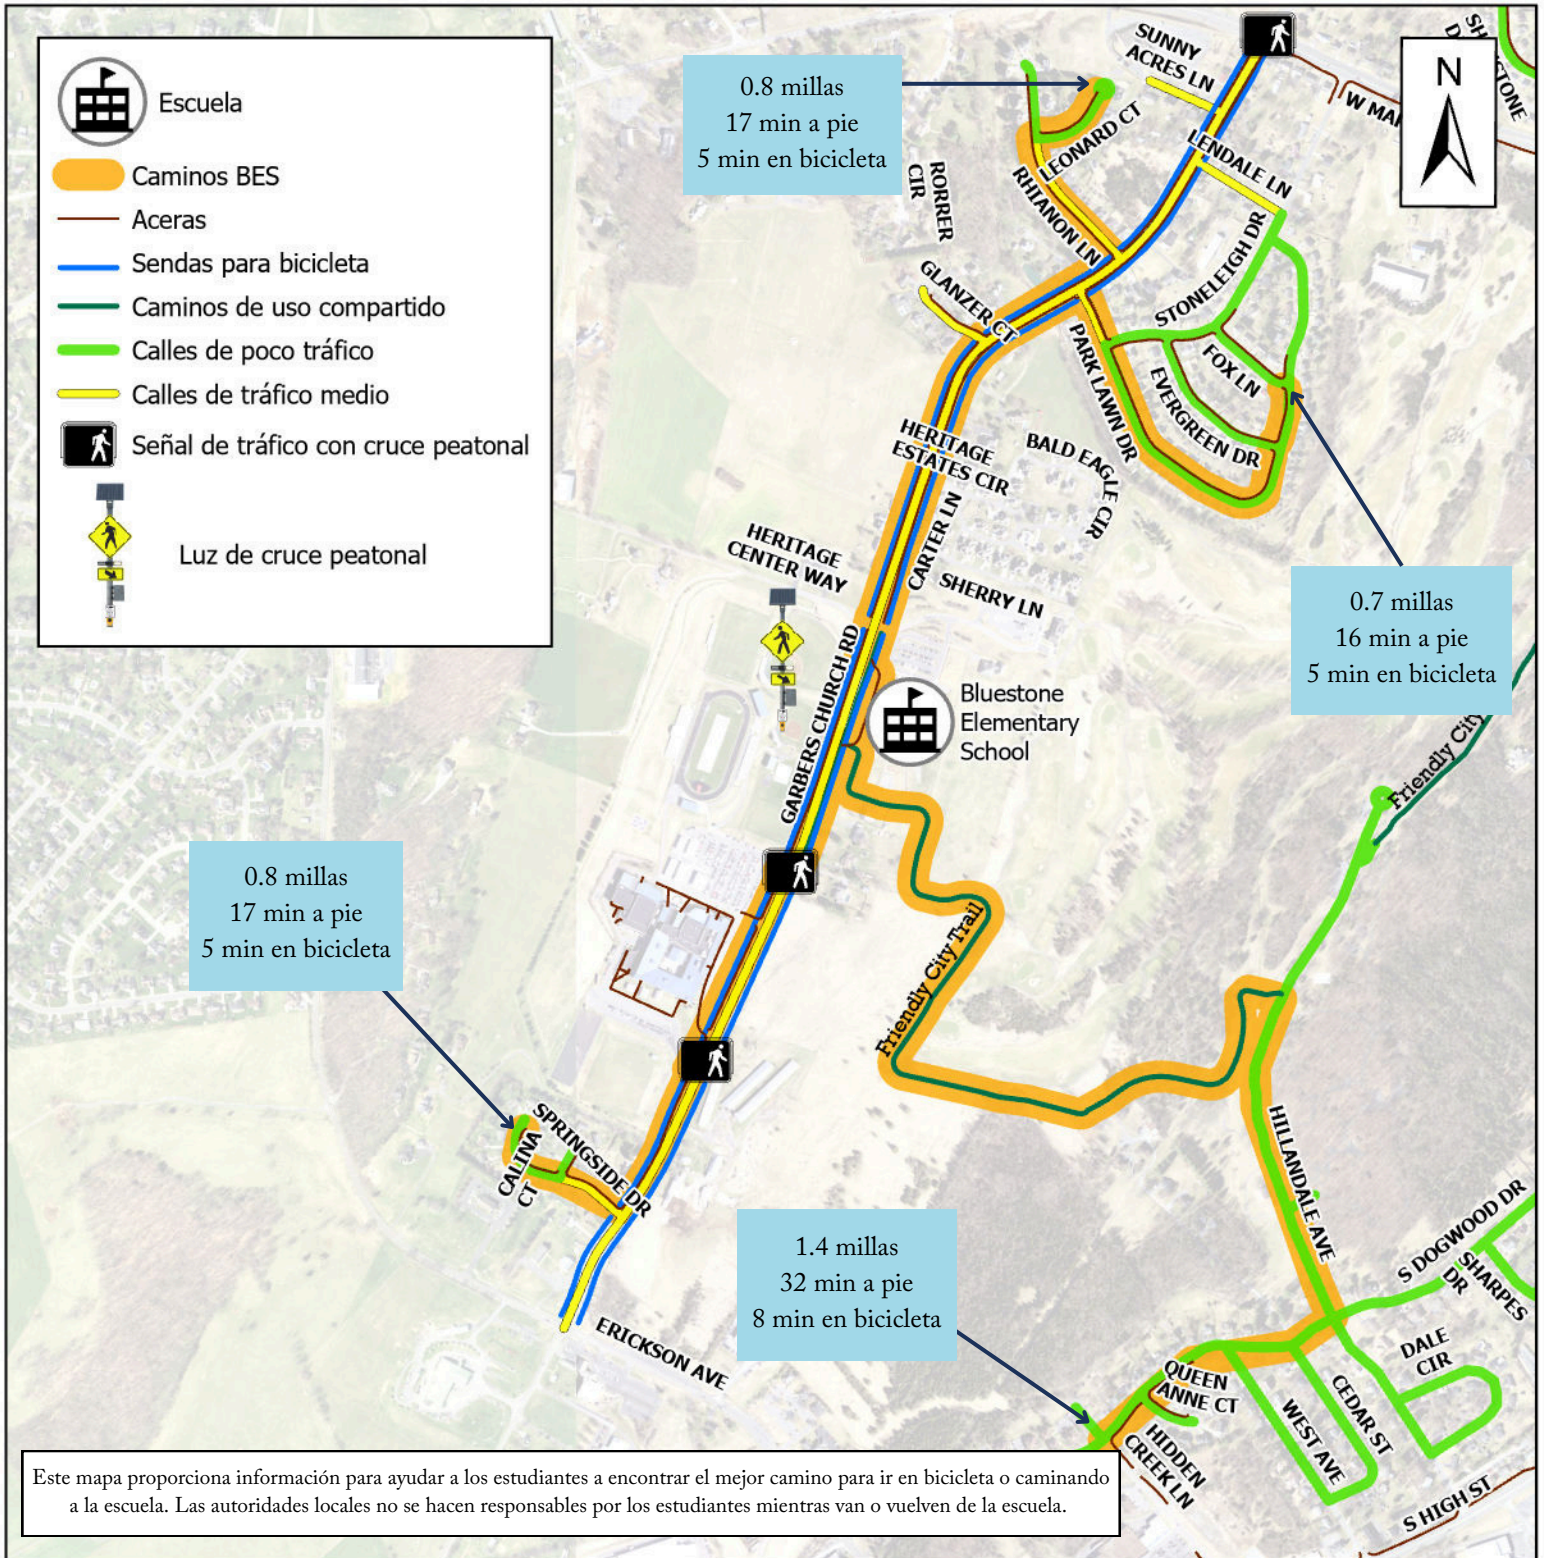 Escuela
Caminos BES
Aceras
Sendas para bicicleta
Caminos de uso compartido
Calles de poco tráfico
Calles de tráfico medio
Señal de tráfico con cruce peatonal
Luz de cruce peatonal
0.8 millas
17 min a pie
5 min en bicicleta
SUNNY
ACRES LN
W MA
N
LEONARD CT
LENDALE LN
RORRER
CIR
RHIANON LN
STONELEIGH DR
GLANZER CT
PARK LAWN DR
FOX LN
EVERGREEN DR
HERITAGE
ESTATES CIR
BALD EAGLE
CIR
CARTER LN
HERITAGE
CENTER WAY
SHERRY LN
0.7 millas
16 min a pie
5 min en bicicleta
GARBERS CHURCH RD
Bluestone
Elementary
School
Friendly City
0.8 millas
17 min a pie
5 min en bicicleta
Friendly City Trail
SPRINGSIDE DR
CALINA
CT
HILLANDALE AVE
S DOGWOOD DR
SHARPES
DR
1.4 millas
32 min a pie
8 min en bicicleta
ERICKSON AVE
DALE
CIR
QUEEN
ANNE CT
CEDAR ST
WEST AVE
HIDDEN
CREEK LN
S HIGH ST
Este mapa proporciona información para ayudar a los estudiantes a encontrar el mejor camino para ir en bicicleta o caminando
a la escuela. Las autoridades locales no se hacen responsables por los estudiantes mientras van o vuelven de la escuela.